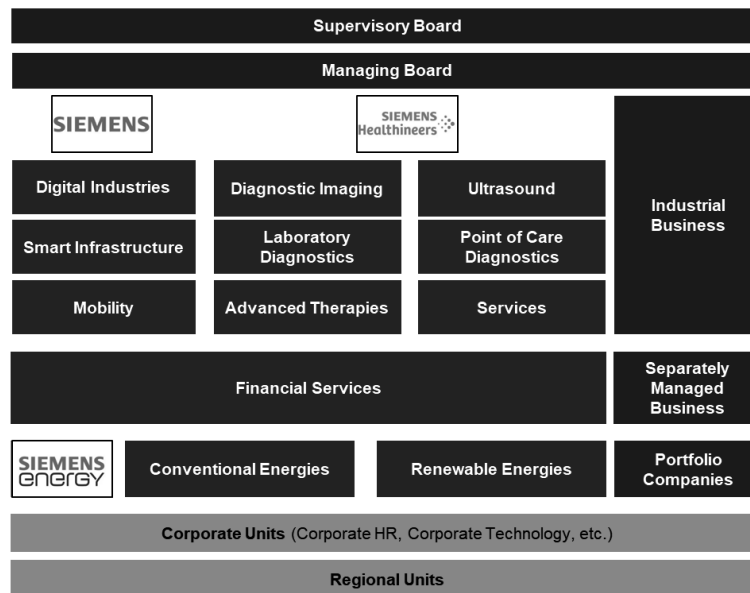 Supervisory Board
Managing Board
SIEMENS
SIEMENS
Healthineers
Digital Industries
Diagnostic Imaging
Ultrasound
Industrial
Business
Smart Infrastructure
Laboratory
Diagnostics
Point of Care
Diagnostics
Mobility
Advanced Therapies
Services
Financial Services
Separately
Managed
Business
SIEMENS
energy
Conventional Energies
Renewable Energies
Portfolio
Companies
Corporate Units (Corporate HR, Corporate Technology, etc.)
Regional Units